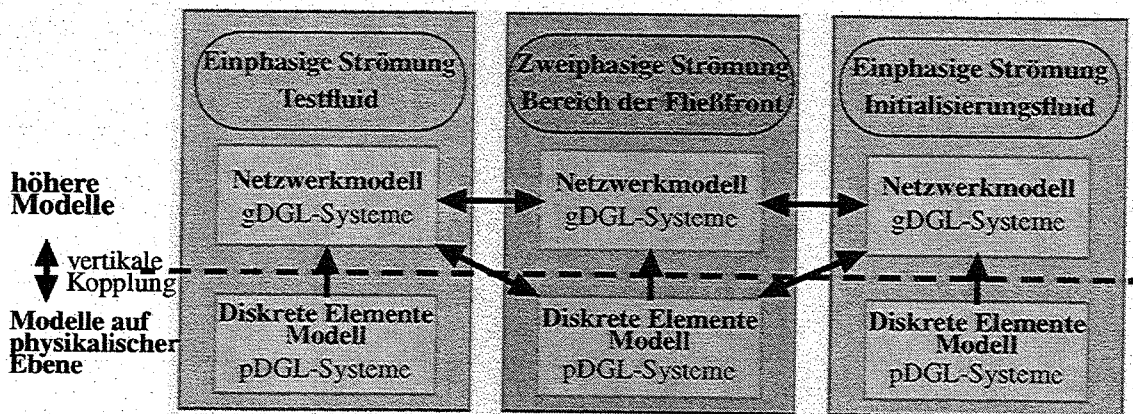 Einphasige Strömung
Testfluid
Zweiphasige Strömung
Bereich der Fließfront
Einphasige Strömung
Initialisierungsfluid
höhere
Modelle
Netzwerkmodell
gDGL-Systeme
Netzwerkmodell
gDGL-Systeme
Netzwerkmodell
gDGL-Systeme
vertikale
Kopplung
Modelle auf
physikalischer
Ebene
Diskrete Elemente
Modell
pDGL-Systeme
Diskrete Elemente
Modell
pDGL-Systeme
Diskrete Elemente
Modell
pDGL-Systeme